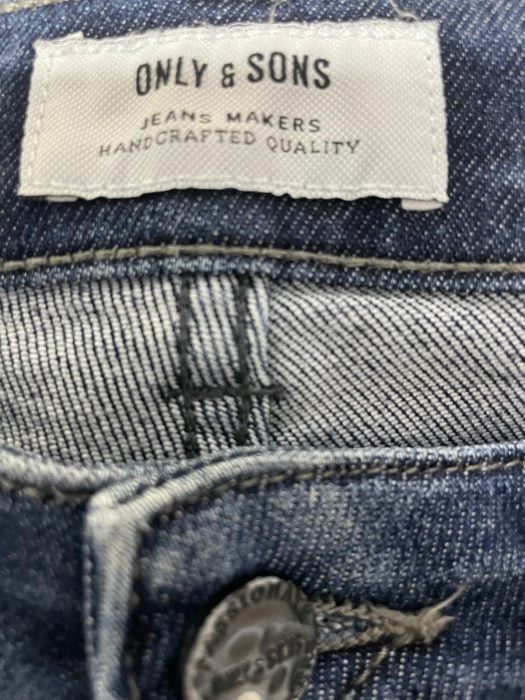 ONLY & SONS
JEANS MAKERS
HANDCRAFTED QUALITY